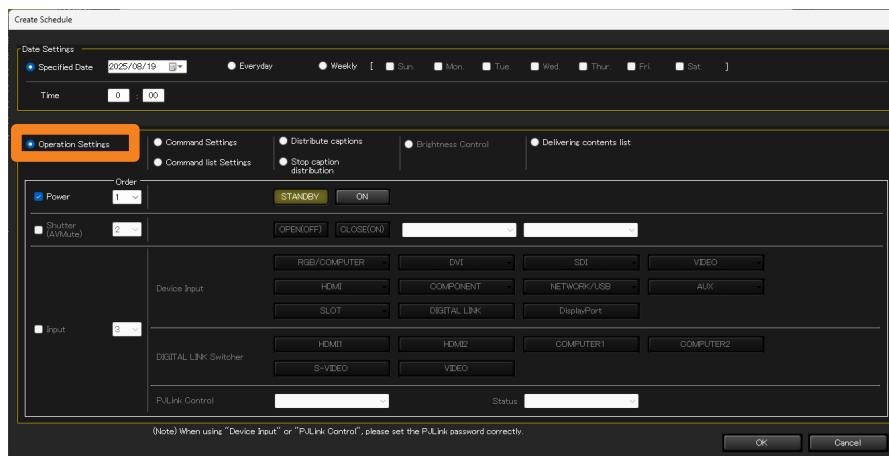 Create Schedule
Date Settings
Specified Date 2025/08/19 Everyday Weekly [ Sun. Mon. Tue. Wed. Thur. Fri. Sat. ]
Time 0 : 00
Operation Settings Command Settings Distribute captions Brightness Control Delivering contents list
Command list Settings Stop caption
distribution
Order
Power 1 STANDBY ON
Shutter
(AVMute) 2 OPEN(OFF) CLOSE(ON)
RGB/COMPUTER DVI SDI VIDEO
Device Input HDMI COMPONENT NETWORK/USB AUX
SLOT DIGITAL LINK DisplayPort
Input 3
HDMI1 HDMI2 COMPUTER1 COMPUTER2
DIGITAL LINK Switcher
S-VIDEO VIDEO
PJLink Control Status
(Note) When using "Device Input" or "PJLink Control", please set the PJLink password correctly.
OK Cancel